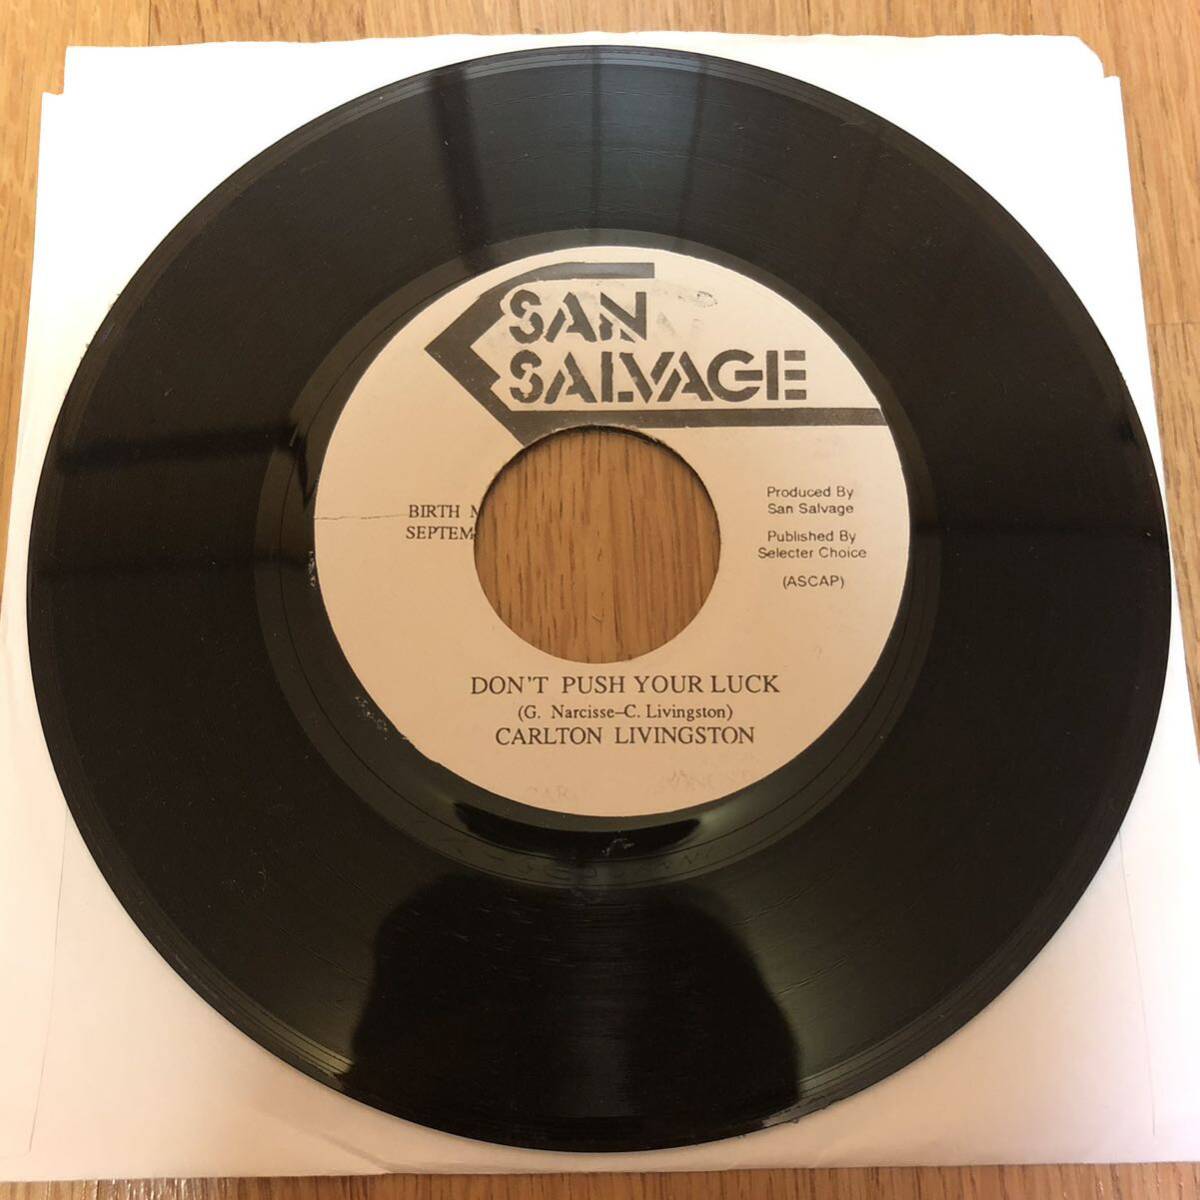 SAN
SALVAGE
BIRTH
Produced By
San Salvage
Published By
Selecter Choice
(ASCAP)
DON'T PUSH YOUR LUCK
(G. Narcisse–C. Livingston)
CARLTON LIVINGSTON